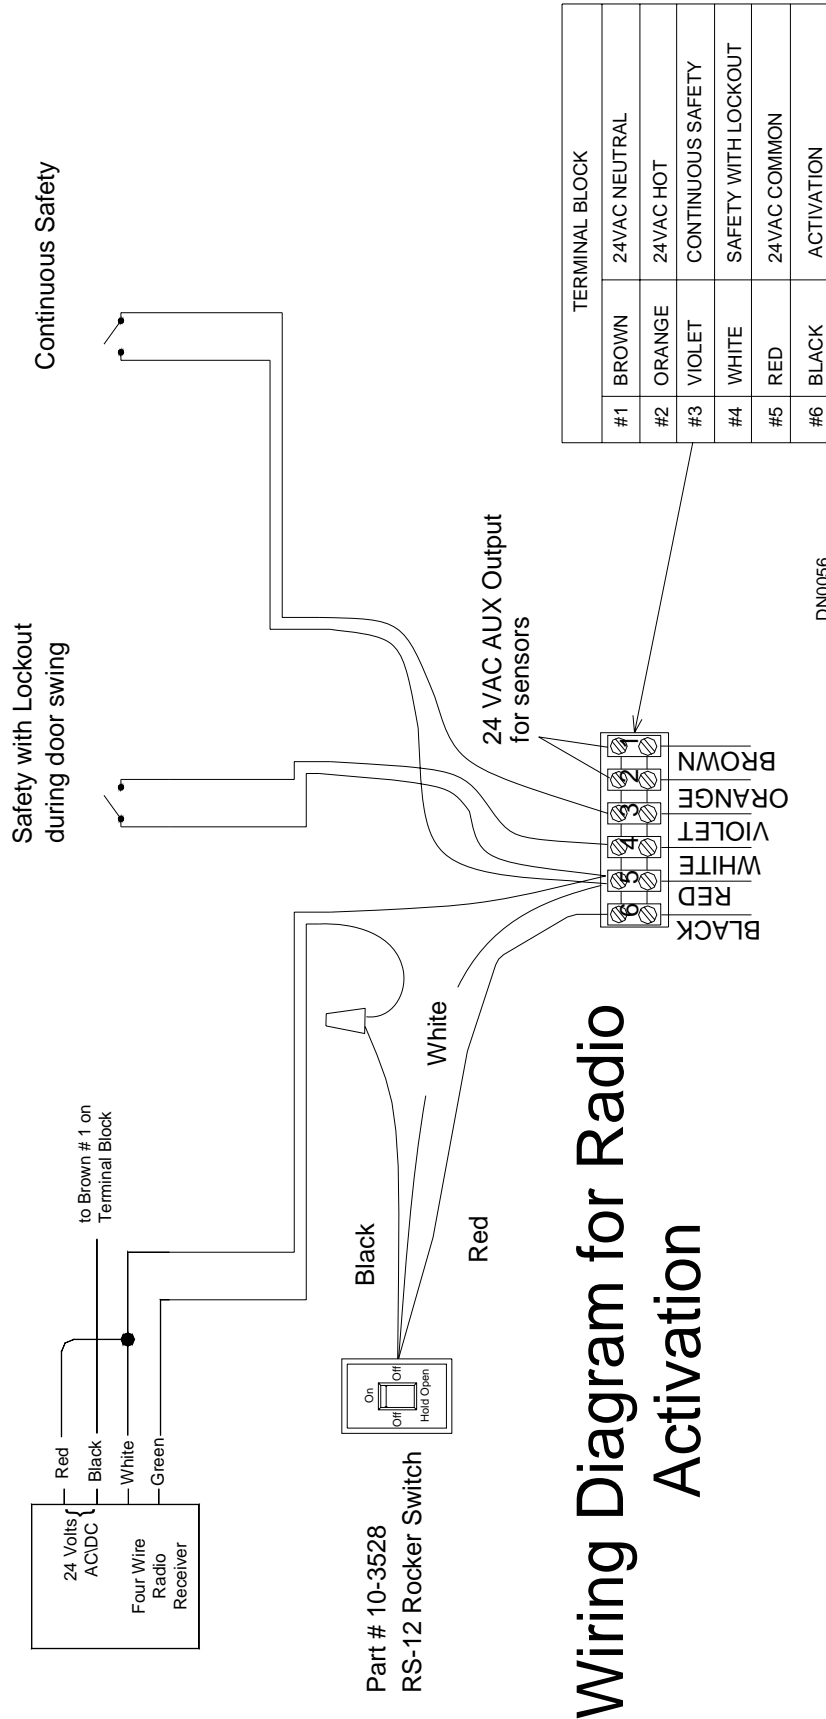 Safety with Lockout
during door swing
Continuous Safety
Red
Black
White
Green
24 Volts
AC\DC
{
Four Wire
Radio
Receiver
to Brown # 1 on
Terminal Block
Part # 10-3528
RS-12 Rocker Switch
On
Off
Off
Hold Open
Black
White
Red
24 VAC AUX Output
for sensors
6
5
4
3
2
1
BLACK
RED
WHITE
VIOLET
ORANGE
BROWN
TERMINAL BLOCK
#1 BROWN 24VAC NEUTRAL
#2 ORANGE 24VAC HOT
#3 VIOLET CONTINUOUS SAFETY
#4 WHITE SAFETY WITH LOCKOUT
#5 RED 24VAC COMMON
#6 BLACK ACTIVATION
DN0056
Wiring Diagram for Radio
Activation